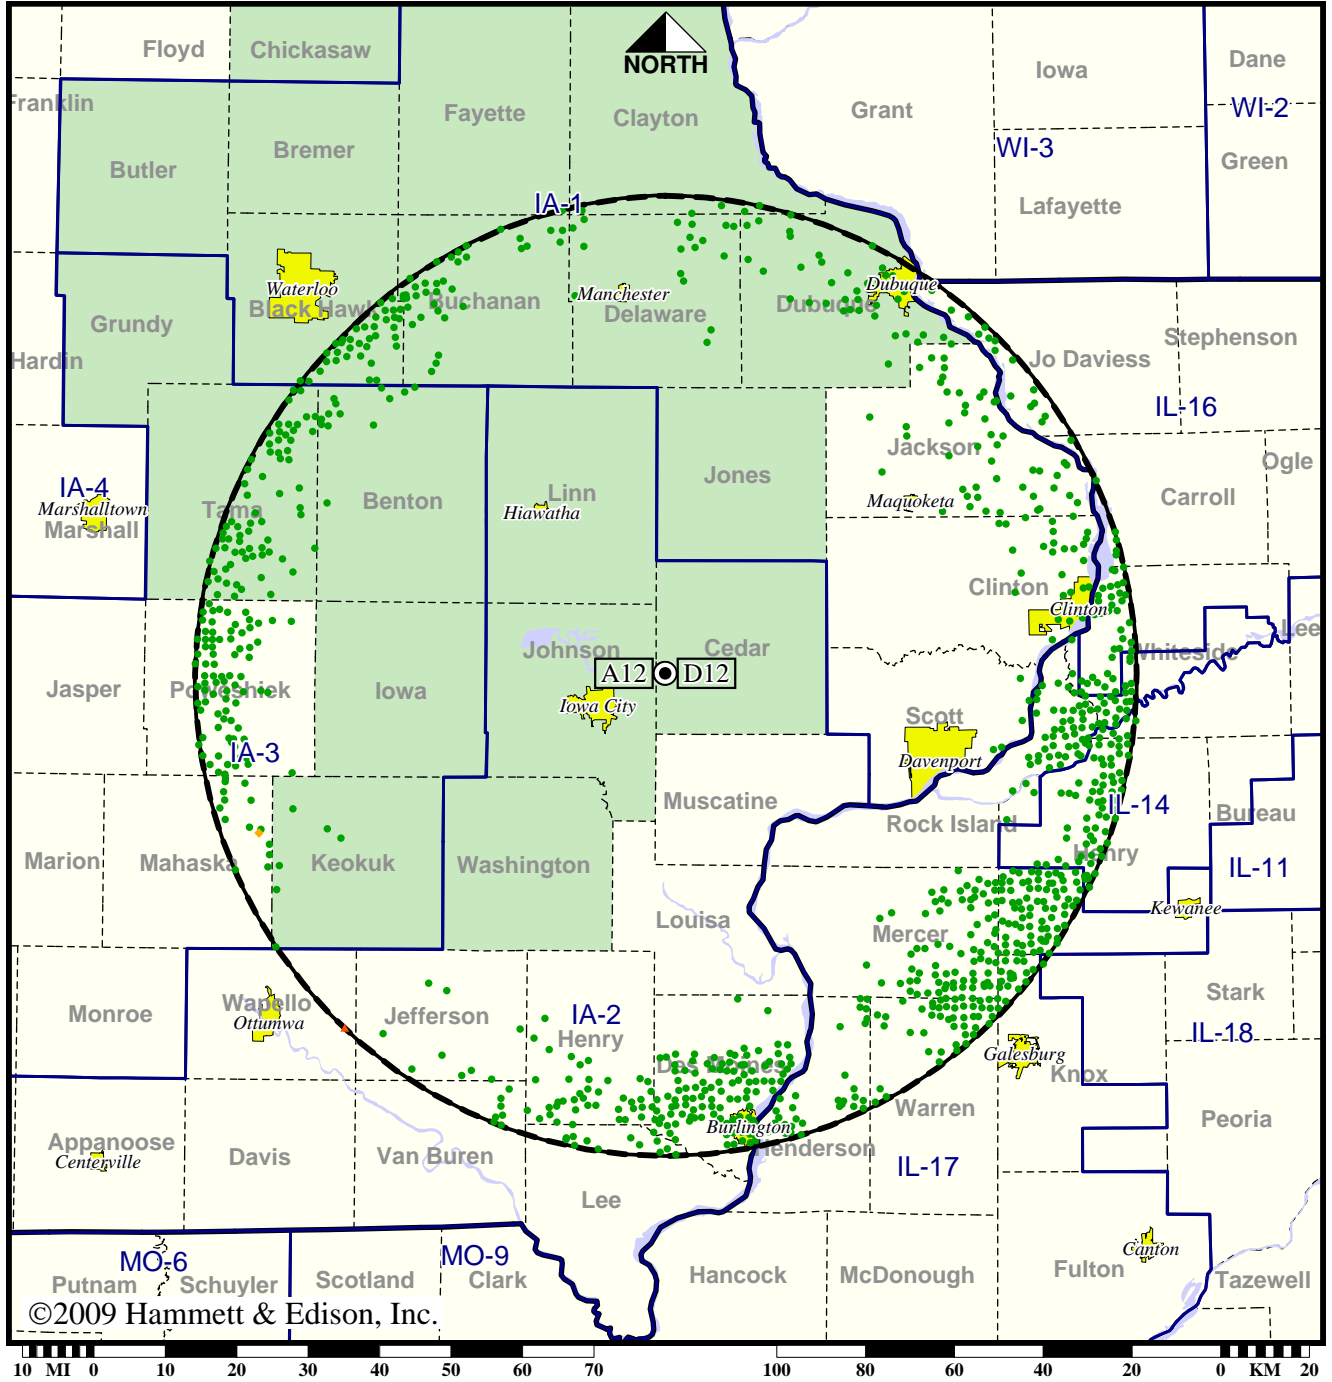 Floyd
Chickasaw
NORTH
Iowa
Dane
Franklin
Fayette
Clayton
Grant
WI-2
Butler
Bremer
WI-3
Green
IA-1
Lafayette
Waterloo
Black Hawk
Buchanan
Manchester
Delaware
Dubuque
Dubuque
Grundy
Hardin
Jo Daviess
Stephenson
IL-16
IA-4
Marshalltown
Marshall
Tama
Benton
Linn
Hiawatha
Jones
Jackson
Maquoketa
Ogle
Carroll
Clinton
Clinton
Jasper
Poweshiek
Iowa
Johnson
A12
D12
Iowa City
Cedar
Whiteside
Lee
IA-3
Scott
Davenport
Muscatine
Rock Island
IL-14
Bureau
Marion
Mahaska
Keokuk
Washington
Henry
IL-11
Kewanee
Louisa
Mercer
Monroe
Wapello
Ottumwa
Jefferson
IA-2
Henry
Stark
IL-18
Des Moines
Galesburg
Knox
Warren
Peoria
Burlington
Henderson
Appanoose
Centerville
Davis
Van Buren
IL-17
Lee
MO-6
MO-9
Putnam
Schuyler
Scotland
Clark
Hancock
McDonough
Canton
Fulton
Tazewell
©2009 Hammett & Edison, Inc.
10 MI 0 10 20 30 40 50 60 70 100 80 60 40 20 0 KM 20